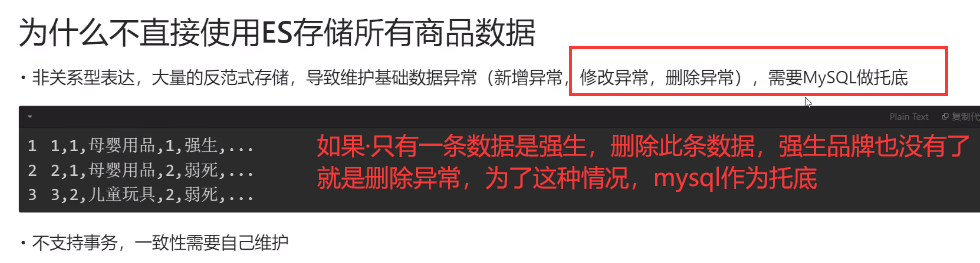 为什么不直接使用ES存储所有商品数据
• 非关系型表达，大量的反范式存储，导致维护基础数据异常（新增异常，修改异常，删除异常），需要MySQL做托底
Plain Text 复制代
1 1,1,母婴用品,1,强生,...
2 2,1,母婴用品,2,弱死,...
3 3,2,儿童玩具,2,弱死,...
如果·只有一条数据是强生，删除此条数据，强生品牌也没有了
就是删除异常，为了这种情况，mysql作为托底
• 不支持事务，一致性需要自己维护